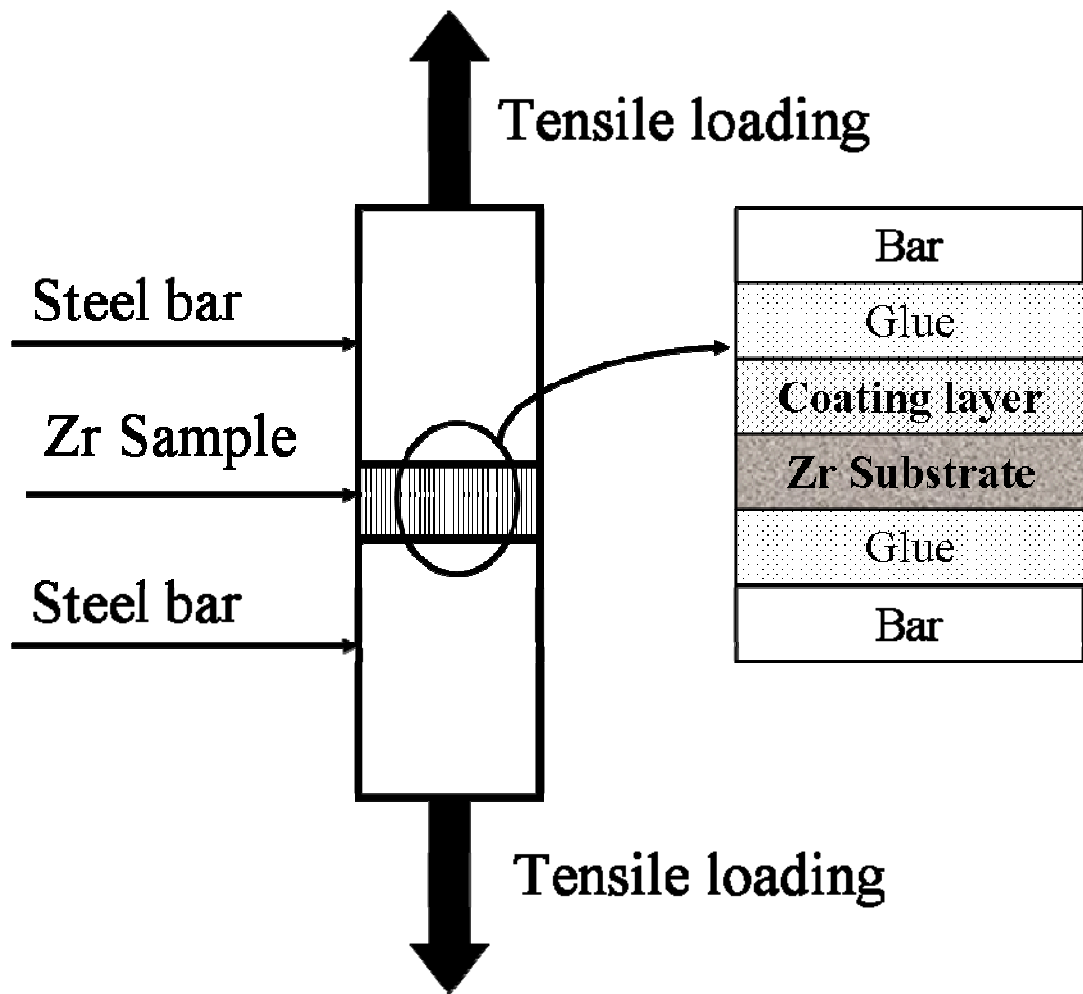 Tensile loading
Steel bar
Zr Sample
Steel bar
Tensile loading
Bar
Glue
Coating layer
Zr Substrate
Glue
Bar